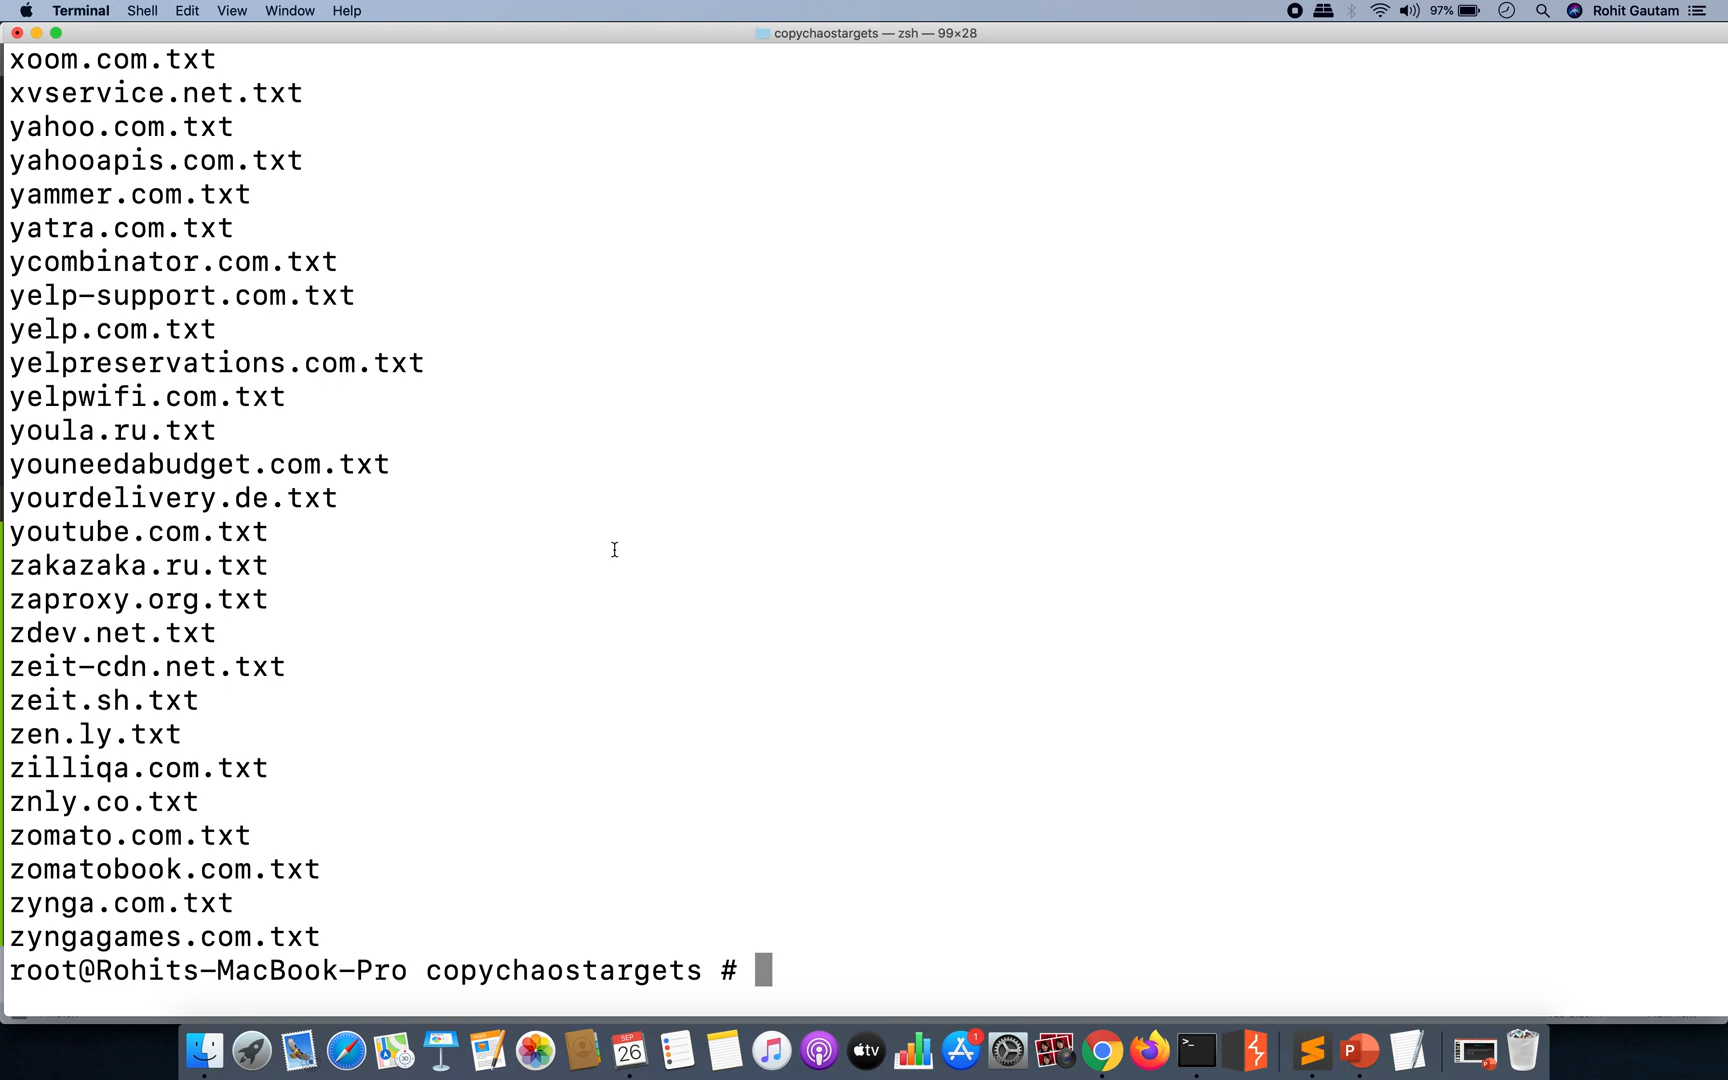 Terminal Shell Edit View Window Help 97% Rohit Gautam
copychaostargets — zsh — 99×28
xoom.com.txt
xvservice.net.txt
yahoo.com.txt
yahooapis.com.txt
yammer.com.txt
yatra.com.txt
ycombinator.com.txt
yelp-support.com.txt
yelp.com.txt
yelpreservations.com.txt
yelpwifi.com.txt
youla.ru.txt
youneedabudget.com.txt
yourdelivery.de.txt
youtube.com.txt
zakazaka.ru.txt
zaproxy.org.txt
zdev.net.txt
zeit-cdn.net.txt
zeit.sh.txt
zen.ly.txt
zilliqa.com.txt
znly.co.txt
zomato.com.txt
zomatobook.com.txt
zynga.com.txt
zyngagames.com.txt
root@Rohits-MacBook-Pro copychaostargets #
SEP
26
tv
1
>_
P